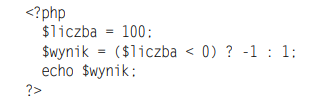 <?php
$liczba = 100;
$wynik = ($liczba < 0) ? -1 : 1;
echo $wynik;
?>